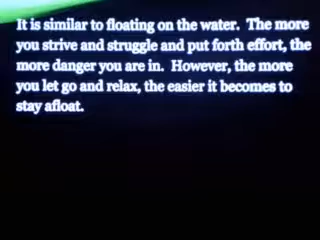 It is similar to floating on the water.  The more
you strive and struggle and put forth effort, the
more danger you are in.  However, the more
you let go and relax, the easier it becomes to
stay afloat.